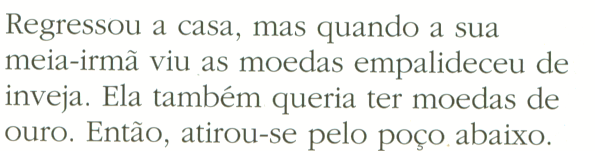 Regressou a casa, mas quando a sua
meia-irmã viu as moedas empalideceu de
inveja. Ela também queria ter moedas de
ouro. Então, atirou-se pelo poço abaixo.